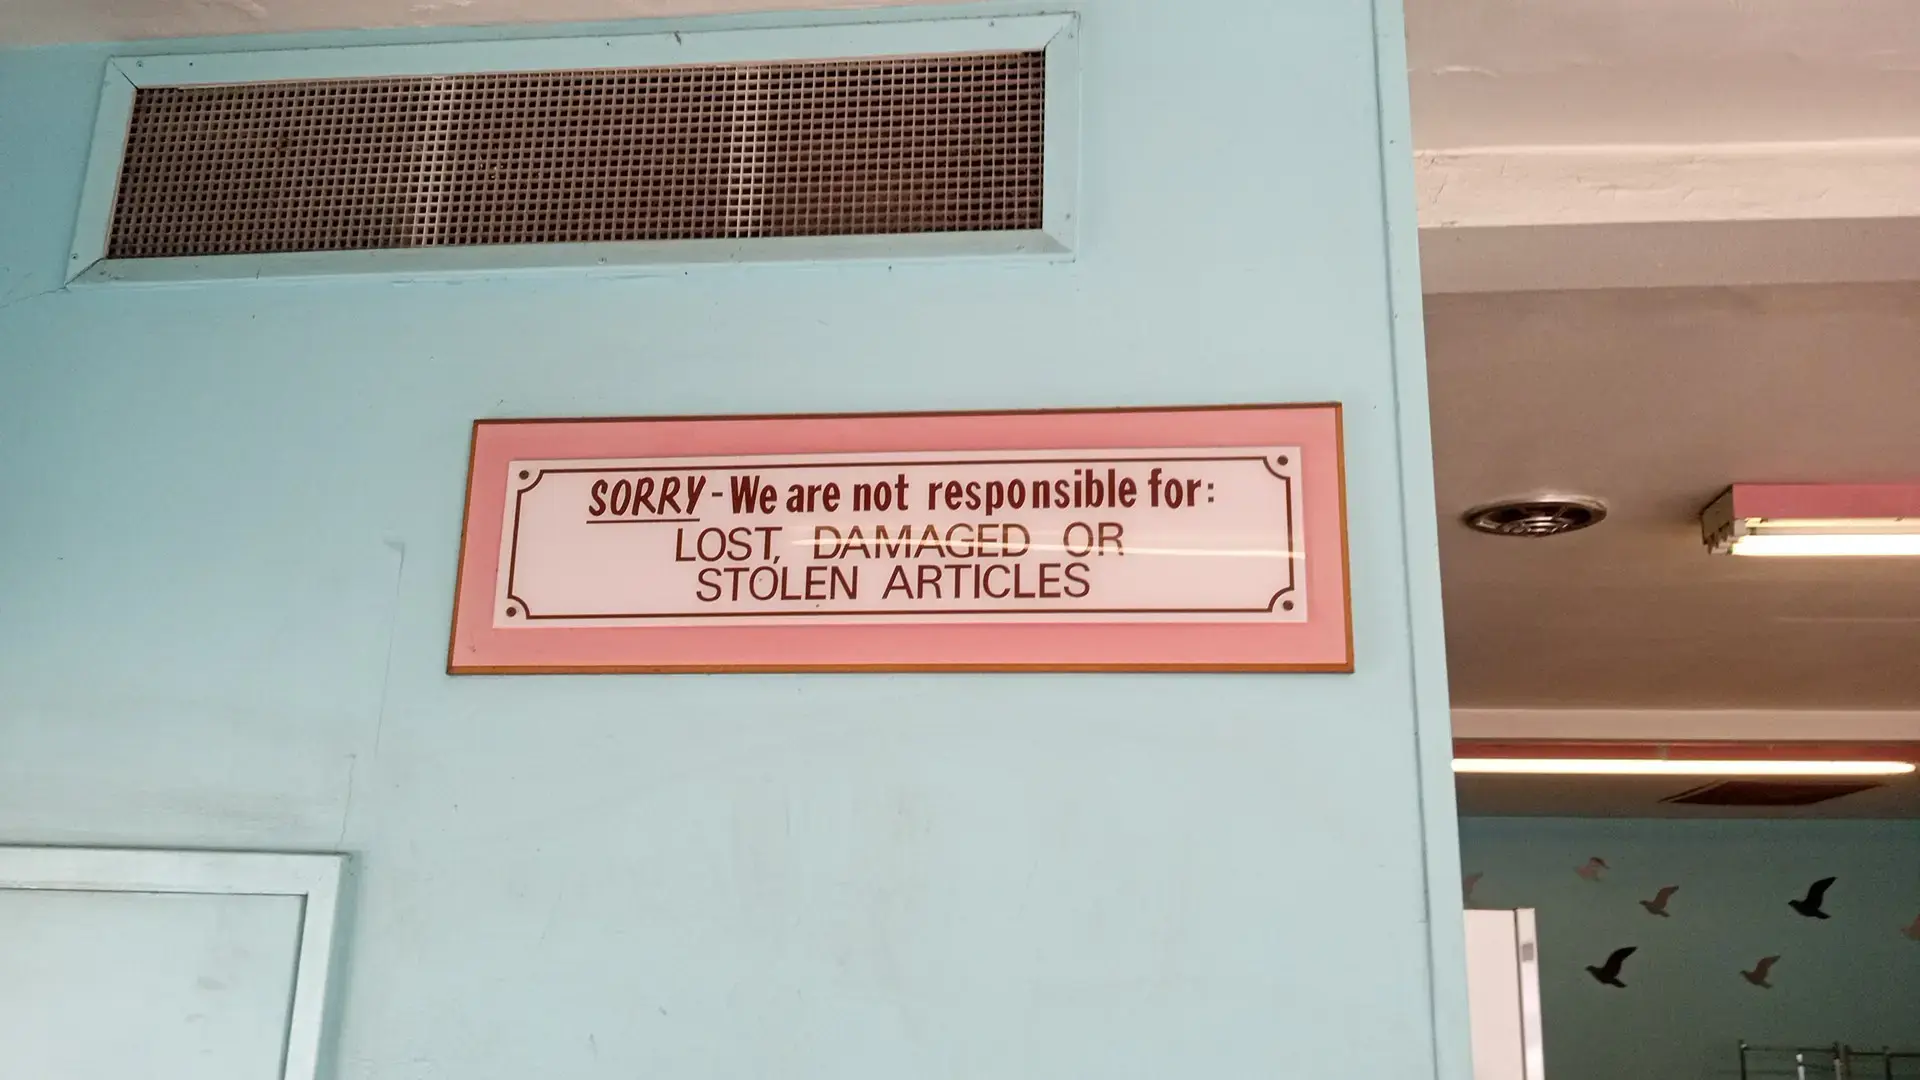 SORRY - We are not responsible for:
LOST, DAMAGED OR
STOLEN ARTICLES